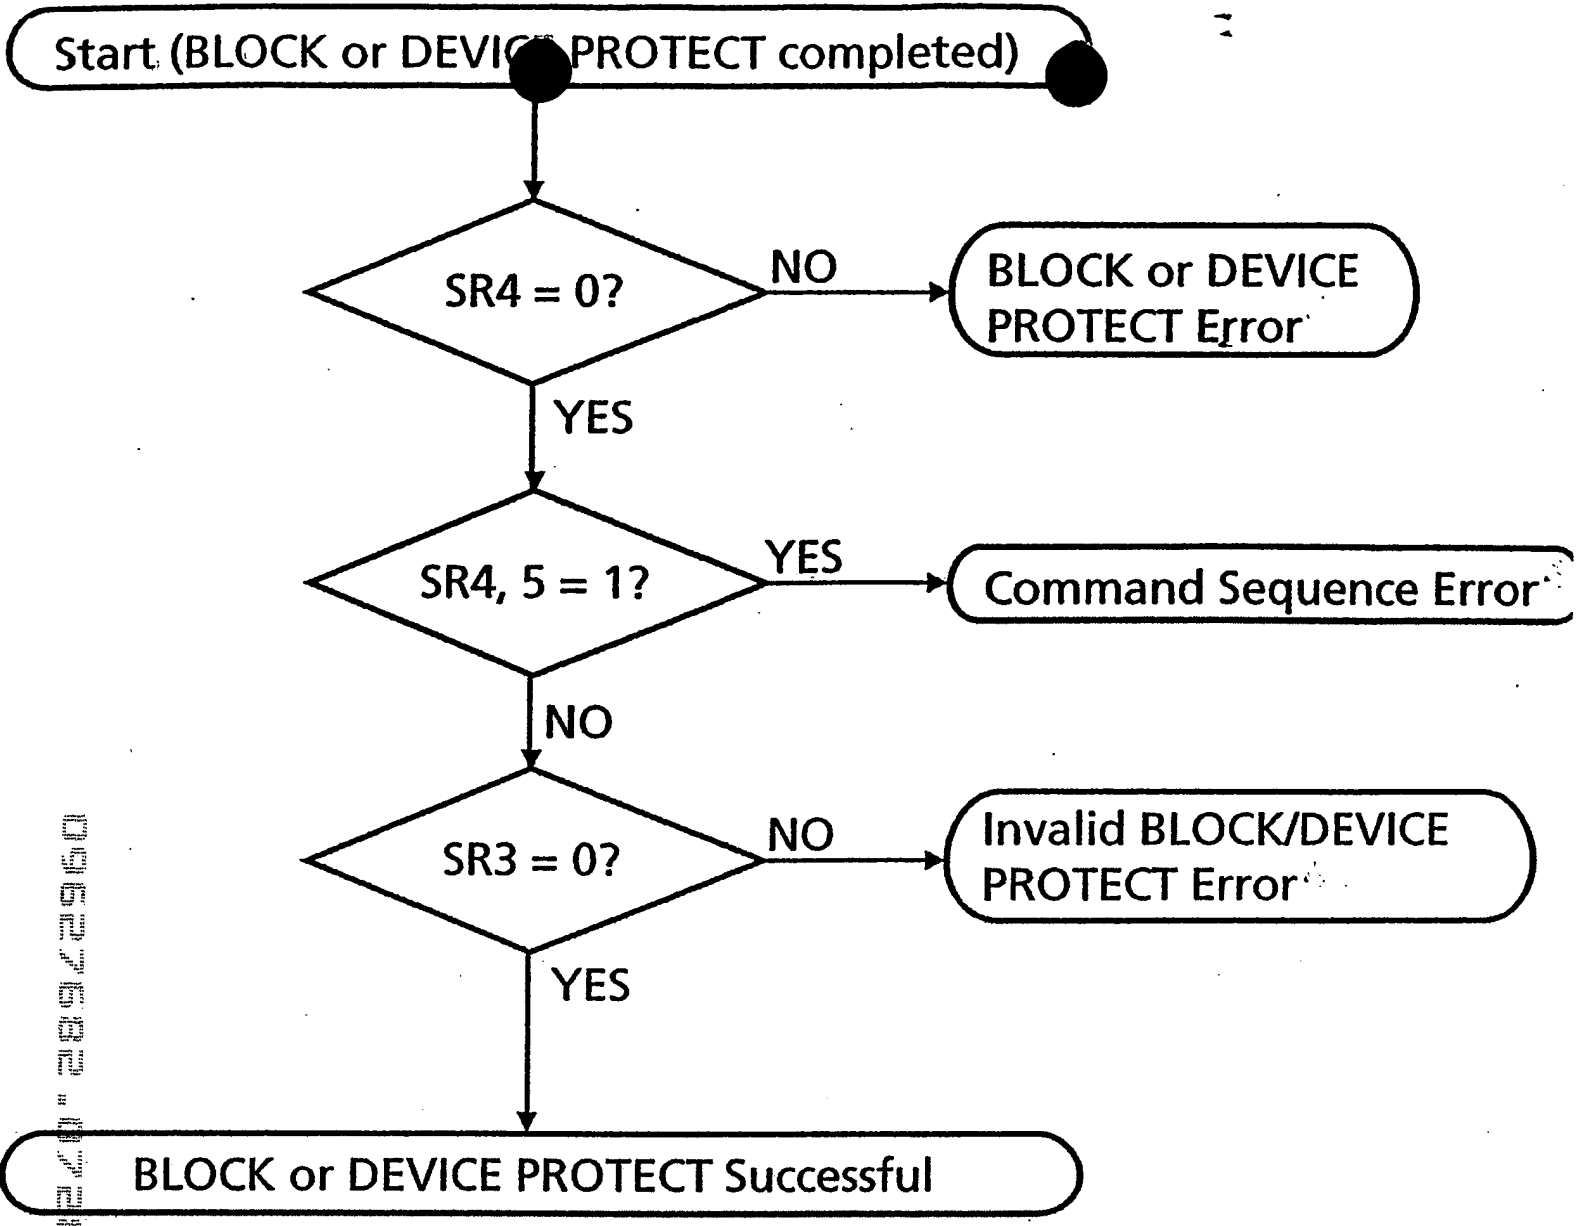 Start (BLOCK or DEVICE PROTECT completed)
SR4 = 0?
NO
BLOCK or DEVICE
PROTECT Error
YES
SR4, 5 = 1?
YES
Command Sequence Error
NO
SR3 = 0?
NO
Invalid BLOCK/DEVICE
PROTECT Error
YES
BLOCK or DEVICE PROTECT Successful